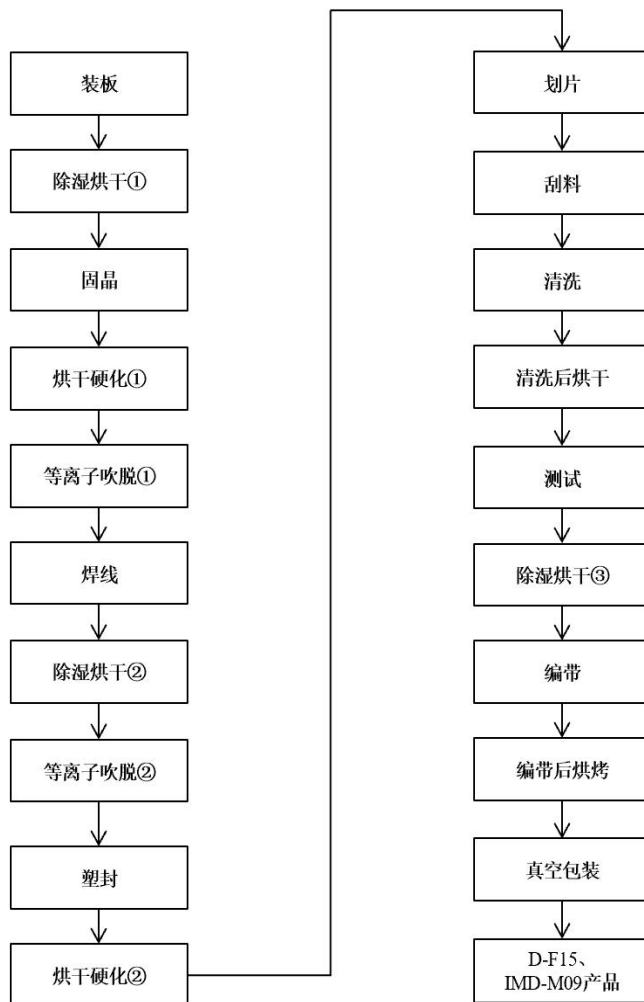 装板
除湿烘干①
固晶
烘干硬化①
等离子吹脱①
焊线
除湿烘干②
等离子吹脱②
塑封
烘干硬化②
划片
刮料
清洗
清洗后烘干
测试
除湿烘干③
编带
编带后烘烤
真空包装
D-F15、
IMD-M09产品